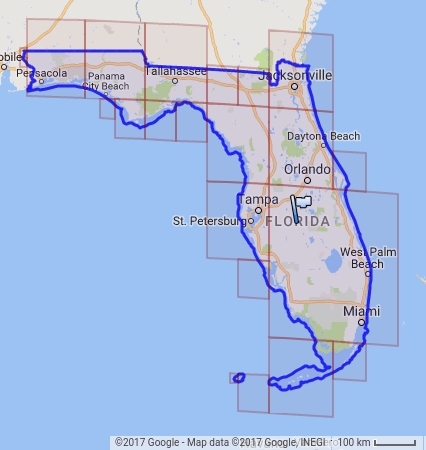 obile
Pensacola
Panama
City Beach
Tallahassee
Jacksonville
Daytona Beach
Orlando
Tampa
St. Petersburg
FLORIDA
West Palm
Beach
Miami
©2017 Google - Map data ©2017 Google, INEGI
100 km